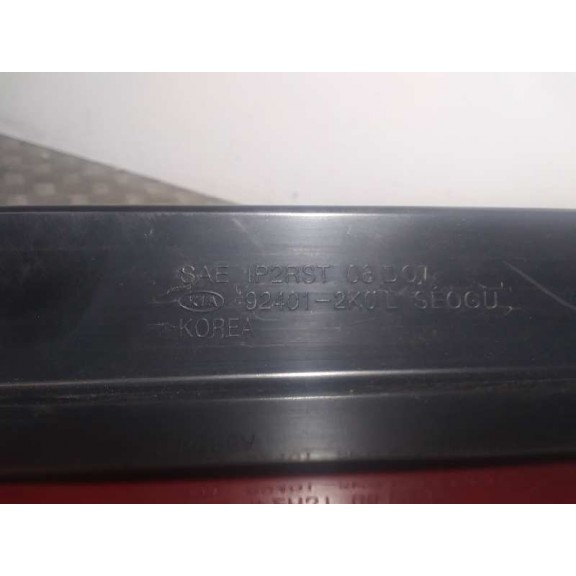 SAE IP2RST 08 DOT
KIA 92401-2K0 L SEOGU
KOREA